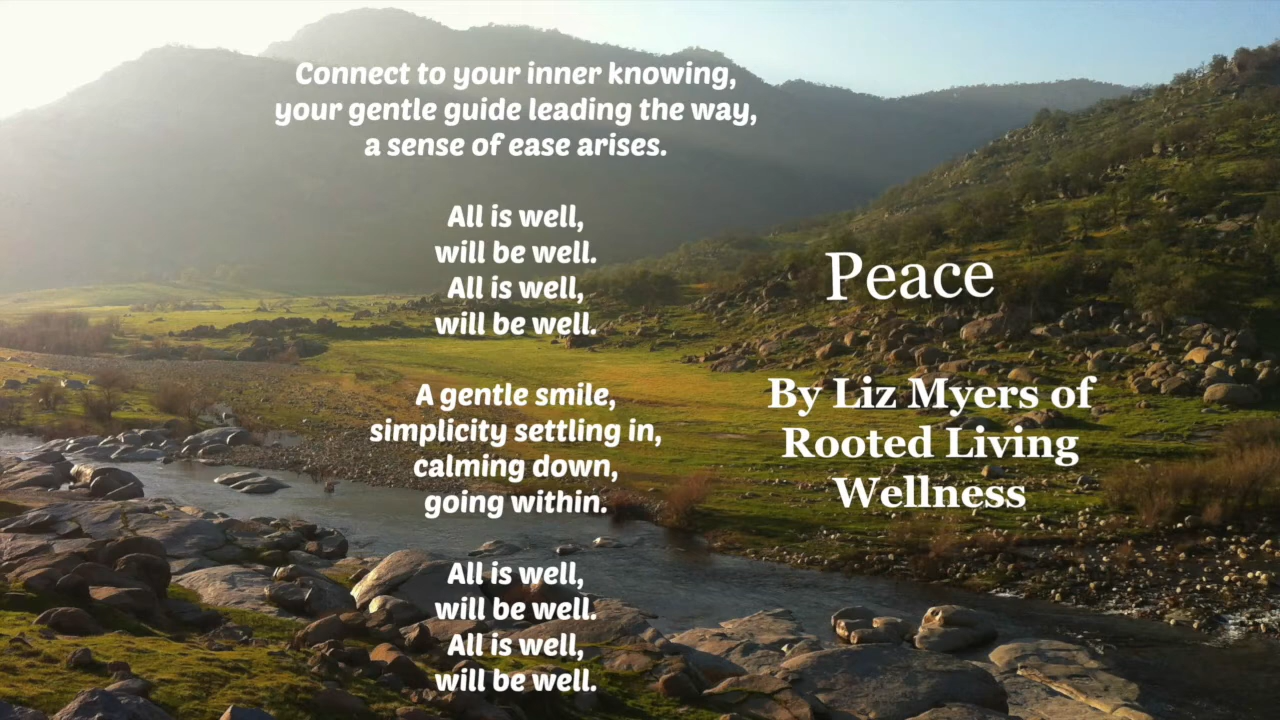 Connect to your inner knowing,
your gentle guide leading the way,
a sense of ease arises.
All is well,
will be well.
All is well,
will be well.
A gentle smile,
simplicity settling in,
calming down,
going within.
All is well,
will be well.
All is well,
will be well.
Peace
By Liz Myers of
Rooted Living
Wellness